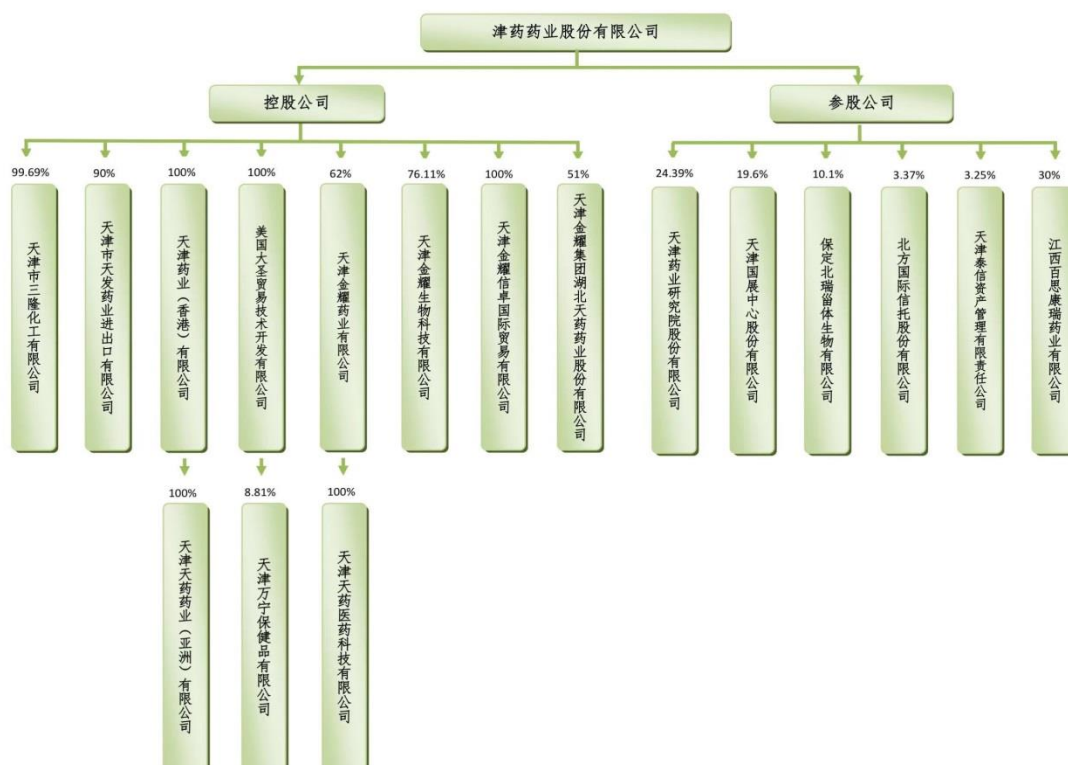 津药药业股份有限公司
控股公司
参股公司
99.69%
90%
100%
100%
62%
76.11%
100%
51%
24.39%
19.6%
10.1%
3.37%
3.25%
30%
天津市三隆化工有限公司
天津市天发药业进出口有限公司
天津药业（香港）有限公司
美国大圣贸易技术开发有限公司
天津金耀药业有限公司
天津金耀生物科技有限公司
天津金耀信卓国际贸易有限公司
天津金耀集团湖北天药药业股份有限公司
天津药业研究院股份有限公司
天津国展中心股份有限公司
保定北瑞甾体生物有限公司
北方国际信托股份有限公司
天津泰信资产管理有限责任公司
江西百思康瑞药业有限公司
100%
8.81%
100%
天津天药药业（亚洲）有限公司
天津万宁保健品有限公司
天津天药医药科技有限公司